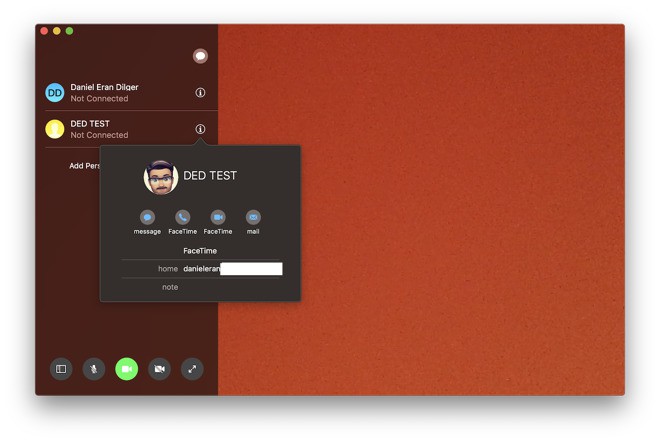 DD
Daniel Eran Dilger
Not Connected
DED TEST
Not Connected
Add Pers
DED TEST
message
FaceTime
FaceTime
mail
FaceTime
home danieleran
note